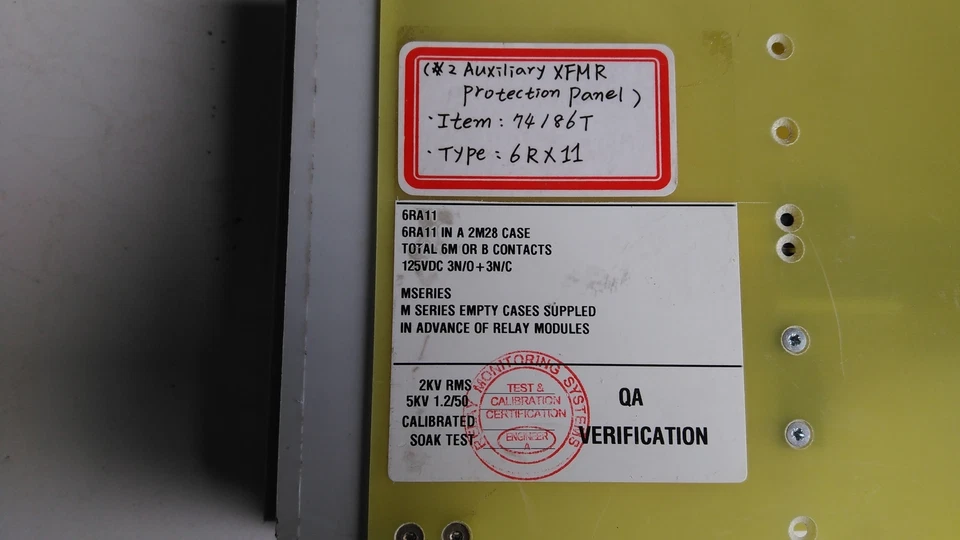 (※2 Auxiliary XFMR
Protection Panel)
· Item : 74/86T
· Type : 6RX11
6RA11
6RA11 IN A 2M28 CASE
TOTAL 6M OR B CONTACTS
125VDC 3N/O+3N/C
MSERIES
M SERIES EMPTY CASES SUPPLED
IN ADVANCE OF RELAY MODULES
2KV RMS
5KV 1.2/50
CALIBRATED
SOAK TEST
RELAY MONITORING SYSTEMS
TEST &
CALIBRATION
CERTIFICATION
ENGINEER
A
QA
VERIFICATION